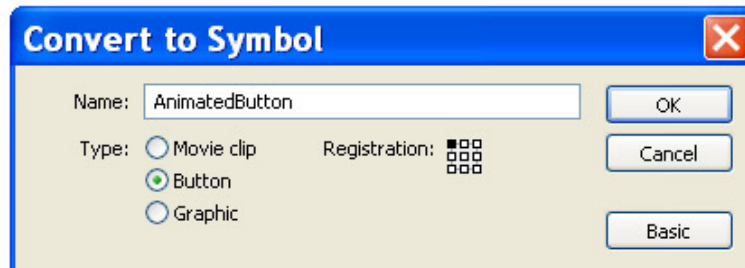 Convert to Symbol
Name: AnimatedButton OK
Type: Movie clip Registration: Cancel
Button
Graphic
Basic